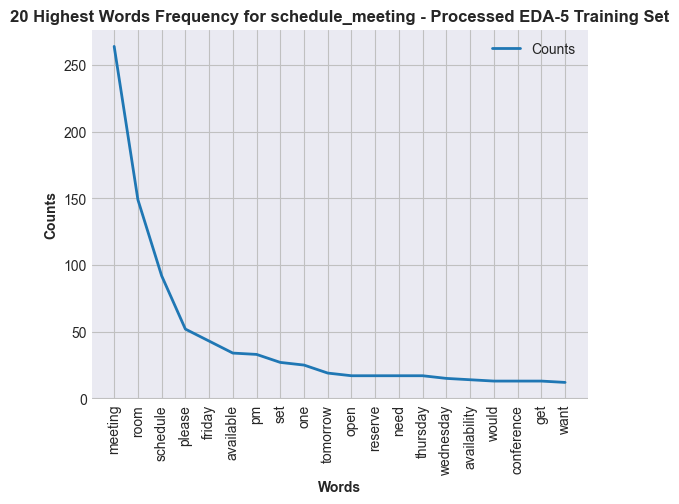 20 Highest Words Frequency for schedule_meeting - Processed EDA-5 Training Set
Counts
Counts
250
200
150
100
50
0
meeting
room
schedule
please
friday
available
pm
set
one
tomorrow
open
reserve
need
thursday
wednesday
availability
would
conference
get
want
Words